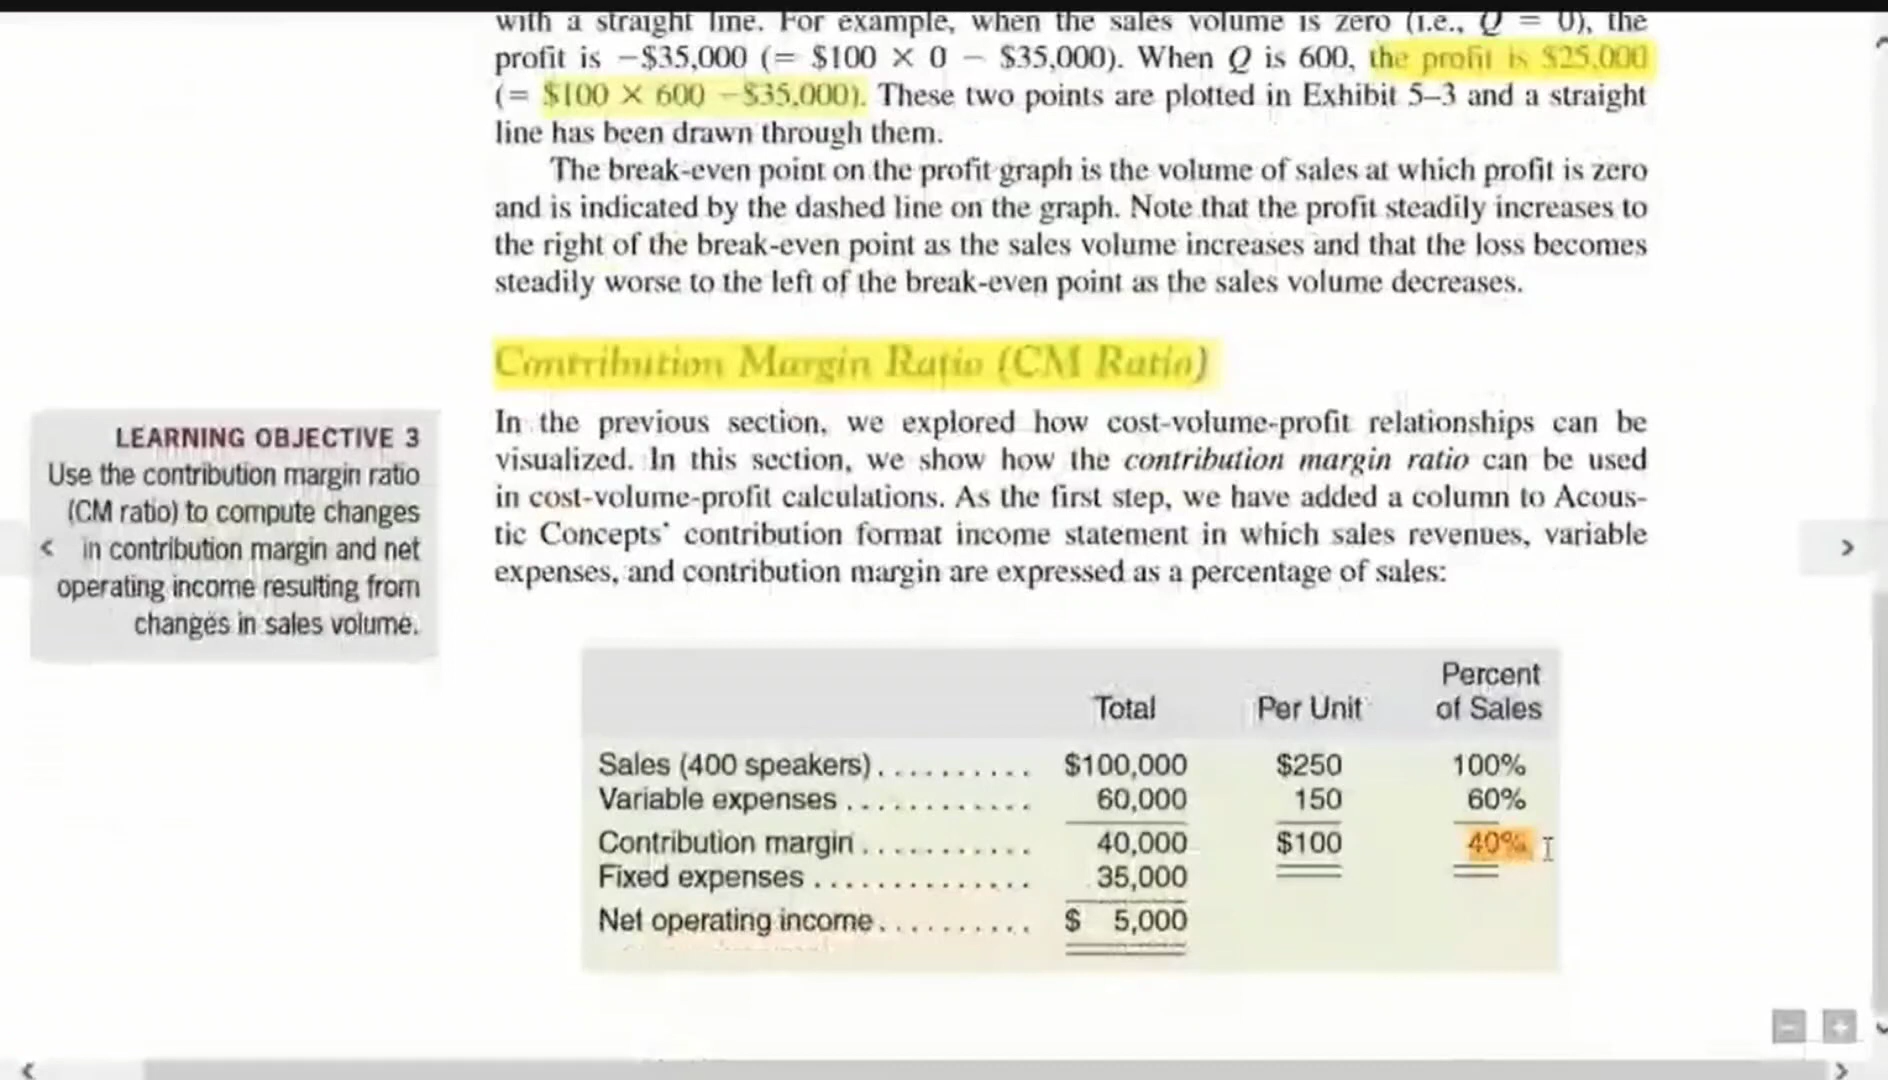 with a straight line. For example, when the sales volume is zero (i.e., Q = 0), the
profit is −$35,000 (= $100 × 0 − $35,000). When Q is 600, the profit is $25,000
(= $100 × 600 −$35,000). These two points are plotted in Exhibit 5–3 and a straight
line has been drawn through them.
The break-even point on the profit graph is the volume of sales at which profit is zero
and is indicated by the dashed line on the graph. Note that the profit steadily increases to
the right of the break-even point as the sales volume increases and that the loss becomes
steadily worse to the left of the break-even point as the sales volume decreases.
Contribution Margin Ratio (CM Ratio)
LEARNING OBJECTIVE 3
Use the contribution margin ratio
(CM ratio) to compute changes
in contribution margin and net
operating income resulting from
changes in sales volume.
In the previous section, we explored how cost-volume-profit relationships can be
visualized. In this section, we show how the contribution margin ratio can be used
in cost-volume-profit calculations. As the first step, we have added a column to Acous-
tic Concepts' contribution format income statement in which sales revenues, variable
expenses, and contribution margin are expressed as a percentage of sales:
Total Per Unit Percent
of Sales
Sales (400 speakers) . . . . . . . . . . $100,000 $250 100%
Variable expenses . . . . . . . . . . . . 60,000 150 60%
Contribution margin . . . . . . . . . . . 40,000 $100 40%
Fixed expenses . . . . . . . . . . . . . . 35,000
Net operating income . . . . . . . . . . $ 5,000